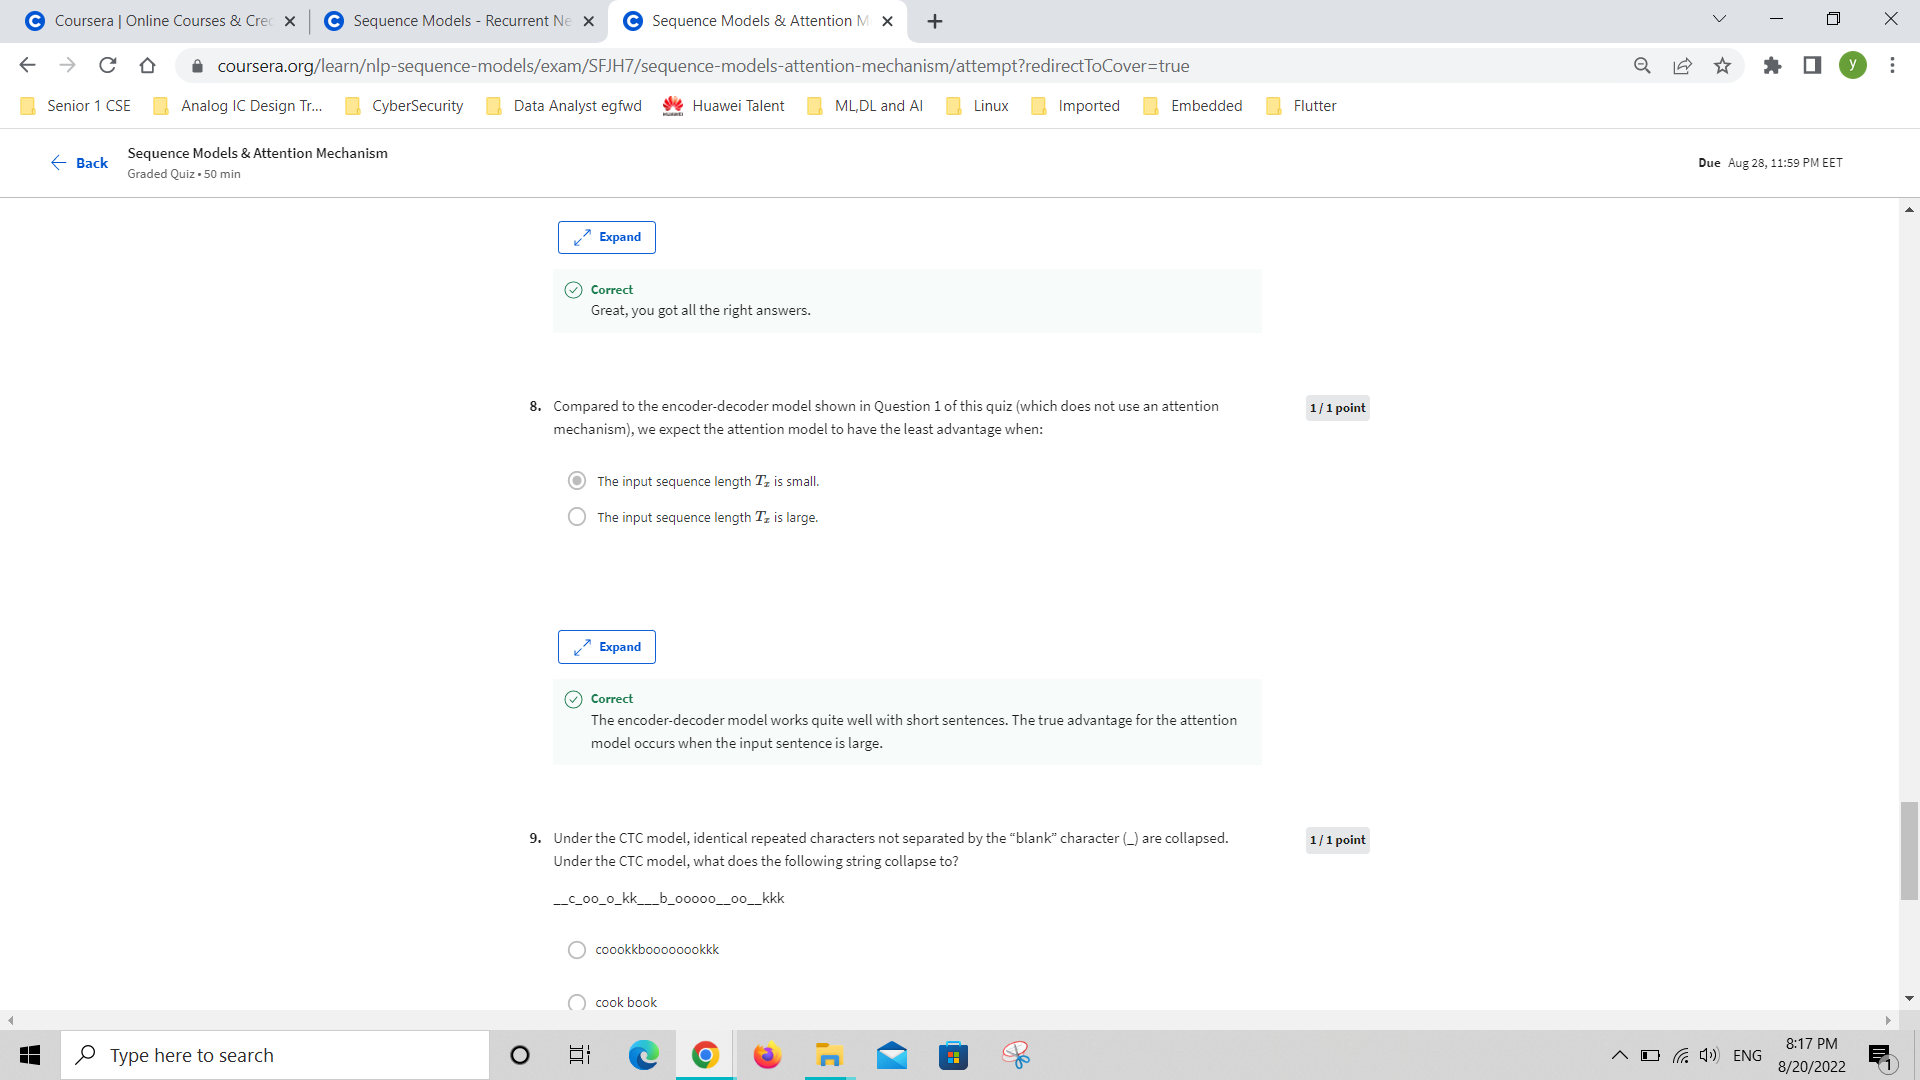 Coursera | Online Courses & Cre
Sequence Models - Recurrent Ne
Sequence Models & Attention M
coursera.org/learn/nlp-sequence-models/exam/SFJH7/sequence-models-attention-mechanism/attempt?redirectToCover=true
y
Senior 1 CSE
Analog IC Design Tr...
CyberSecurity
Data Analyst egfwd
Huawei Talent
ML,DL and AI
Linux
Imported
Embedded
Flutter
Back
Sequence Models & Attention Mechanism
Graded Quiz • 50 min
Due Aug 28, 11:59 PM EET
Expand
Correct
Great, you got all the right answers.
8. Compared to the encoder-decoder model shown in Question 1 of this quiz (which does not use an attention
mechanism), we expect the attention model to have the least advantage when:
1 / 1 point
The input sequence length Tx is small.
The input sequence length Tx is large.
Expand
Correct
The encoder-decoder model works quite well with short sentences. The true advantage for the attention
model occurs when the input sentence is large.
9. Under the CTC model, identical repeated characters not separated by the “blank” character (_) are collapsed.
Under the CTC model, what does the following string collapse to?
1 / 1 point
__c_oo_o_kk___b_ooooo__oo__kkk
coookkboooooookkk
cook book
Type here to search
ENG
8:17 PM
8/20/2022
1